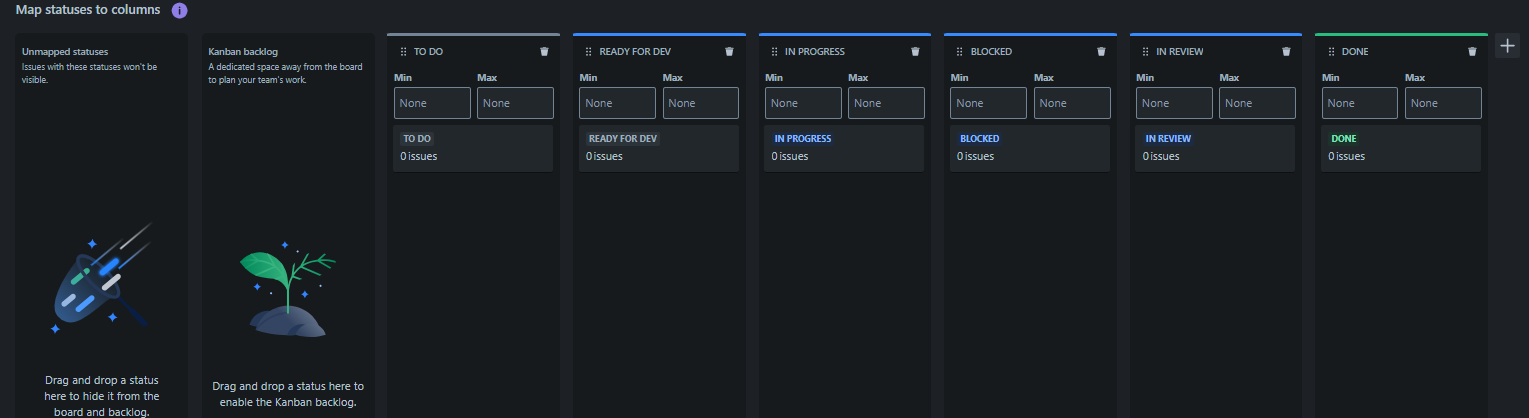 Map statuses to columns
Unmapped statuses
Issues with these statuses won't be
visible.
Drag and drop a status
here to hide it from the
board and backlog.
Kanban backlog
A dedicated space away from the board
to plan your team's work.
Drag and drop a status here to
enable the Kanban backlog.
TO DO
Min Max
None None
TO DO
0 issues
READY FOR DEV
Min Max
None None
READY FOR DEV
0 issues
IN PROGRESS
Min Max
None None
IN PROGRESS
0 issues
BLOCKED
Min Max
None None
BLOCKED
0 issues
IN REVIEW
Min Max
None None
IN REVIEW
0 issues
DONE
Min Max
None None
DONE
0 issues